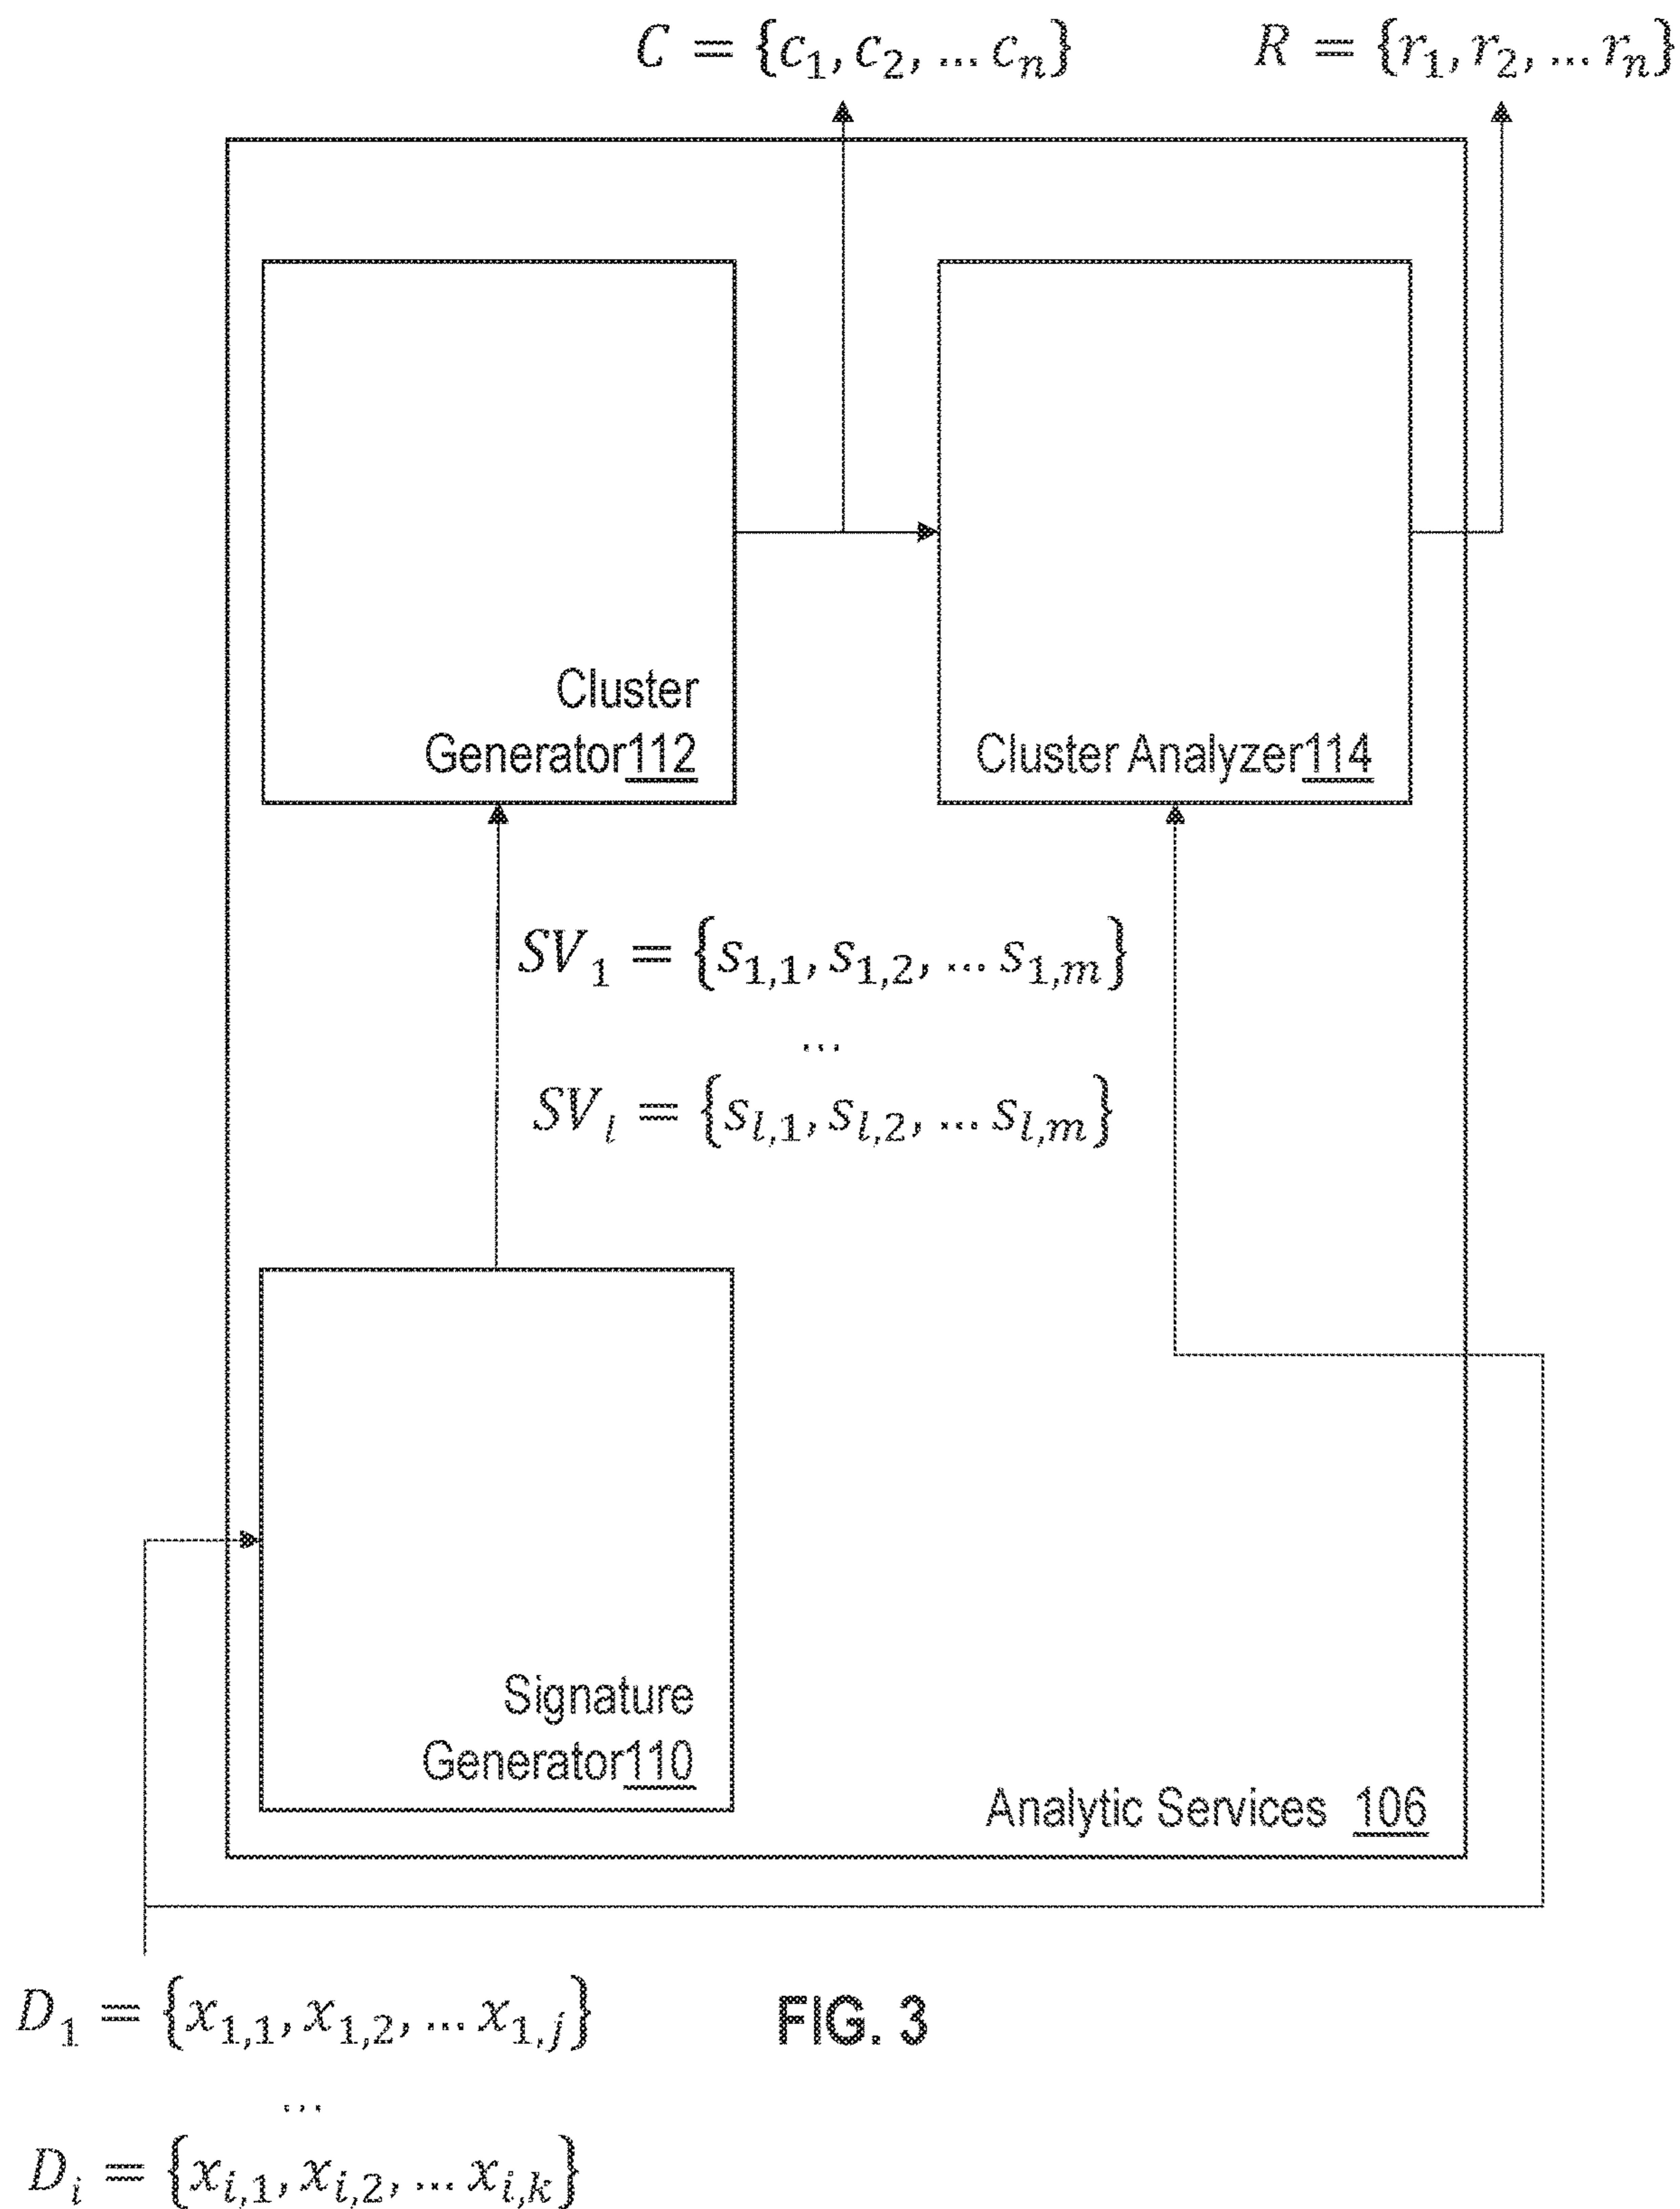 C = {c₁, c₂, ... cₙ} R = {r₁, r₂, ... rₙ}
Cluster
Generator112
Cluster Analyzer114
SV₁ = {s₁,₁, s₁,₂, ... s₁,ₘ}
...
SVₗ = {sₗ,₁, sₗ,₂, ... sₗ,ₘ}
Signature
Generator110
Analytic Services 106
D₁ = {x₁,₁, x₁,₂, ... x₁,ⱼ}
...
Dᵢ = {xᵢ,₁, xᵢ,₂, ... xᵢ,ₖ}
FIG. 3